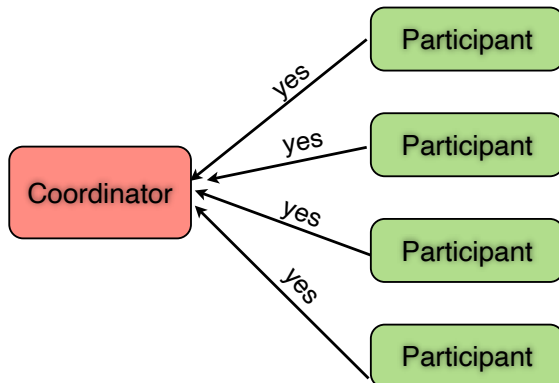 Participant
yes
Participant
yes
Coordinator
yes
Participant
yes
Participant